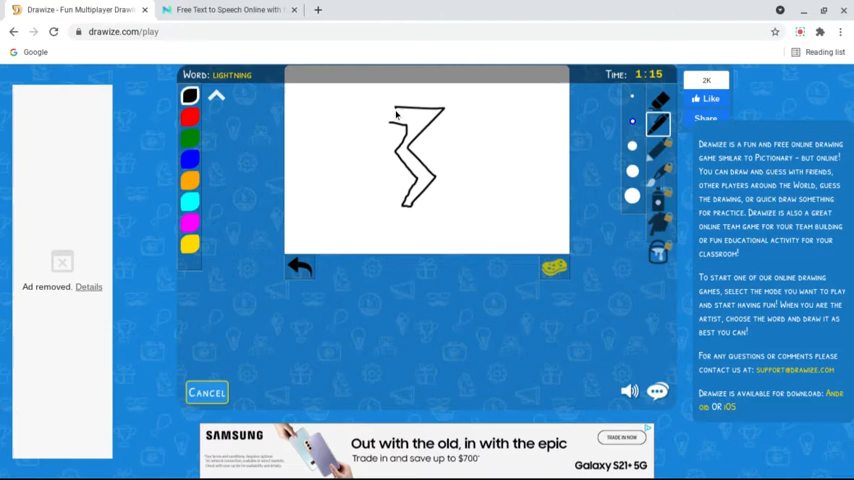 Drawize - Fun Multiplayer Drawi
Free Text to Speech Online with
drawize.com/play
Google
Reading list
WORD: LIGHTNING
TIME: 1:15
2K
Like
Share
DRAWIZE IS A FUN AND FREE ONLINE DRAWING
GAME SIMILAR TO PICTIONARY – BUT ONLINE!
YOU CAN DRAW AND GUESS WITH FRIENDS,
OTHER PLAYERS AROUND THE WORLD, GUESS
THE DRAWING, OR QUICK DRAW SOMETHING
FOR PRACTICE. DRAWIZE IS ALSO A GREAT
ONLINE TEAM GAME FOR YOUR TEAM BUILDING
OR FUN EDUCATIONAL ACTIVITY FOR YOUR
CLASSROOM!
TO START ONE OF OUR ONLINE DRAWING
GAMES, SELECT THE MODE YOU WANT TO PLAY
AND START HAVING FUN! WHEN YOU ARE THE
ARTIST, CHOOSE THE WORD AND DRAW IT AS
BEST YOU CAN!
FOR ANY QUESTIONS OR COMMENTS PLEASE
CONTACT US AT: SUPPORT@DRAWIZE.COM
DRAWIZE IS AVAILABLE FOR DOWNLOAD: ANDR
OID OR IOS
Ad removed. Details
CANCEL
SAMSUNG
Out with the old, in with the epic
Trade in and save up to $700
TRADE IN NOW
Galaxy S21+ 5G